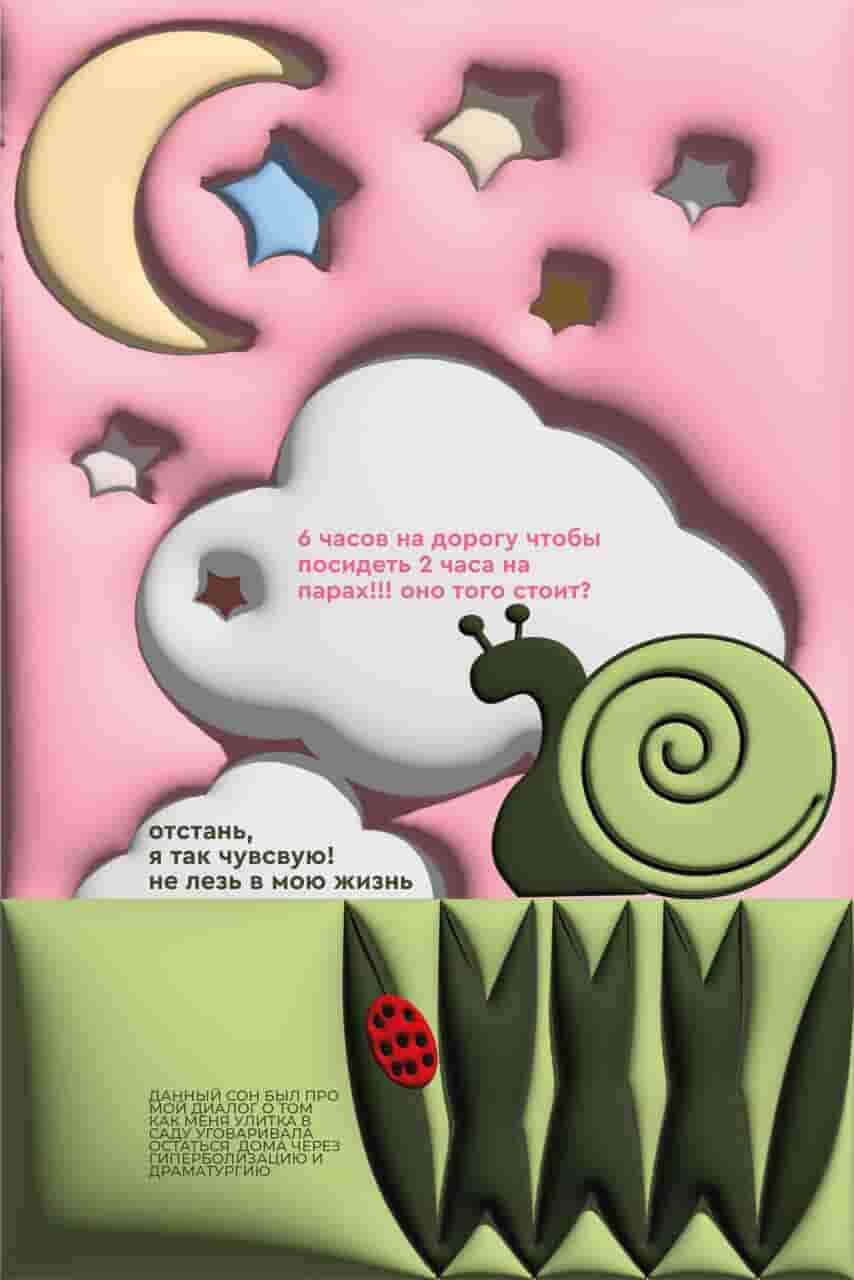 6 часов на дорогу чтобы
посидеть 2 часа на
парах!!! оно того стоит?
отстань,
я так чувсвую!
не лезь в мою жизнь
ДАННЫЙ СОН БЫЛ ПРО
МОЙ ДИАЛОГ О ТОМ
КАК МЕНЯ УЛИТКА В
САДУ УГОВАРИВАЛА
ОСТАТЬСЯ ДОМА ЧЕРЕЗ
ГИПЕРБОЛИЗАЦИЮ И
ДРАМАТУРГИЮ